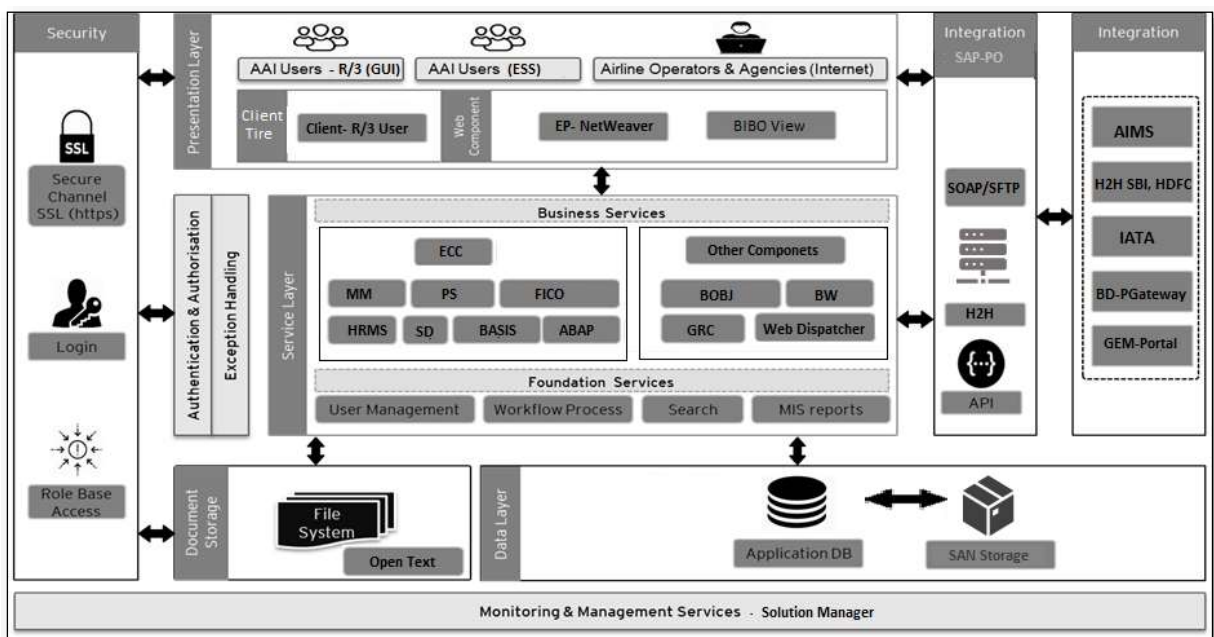 Security
SSL
Secure
Channel
SSL (https)
Login
Role Base
Access
Presentation Layer
AAI Users - R/3 (GUI)
AAI Users (ESS)
Airline Operators & Agencies (Internet)
Client
Tire
Client- R/3 User
Web
Component
EP- NetWeaver
BIBO View
Authentication & Authorisation
Exception Handling
Service Layer
Business Services
ECC
MM
PS
FICO
HRMS
SD
BASIS
ABAP
Other Componets
BOBJ
BW
GRC
Web Dispatcher
Foundation Services
User Management
Workflow Process
Search
MIS reports
Document
Storage
File
System
Open Text
Data Layer
Application DB
SAN Storage
Integration
SAP-PO
SOAP/SFTP
H2H
{··}
API
Integration
AIMS
H2H SBI, HDFC
IATA
BD-PGateway
GEM-Portal
Monitoring & Management Services - Solution Manager